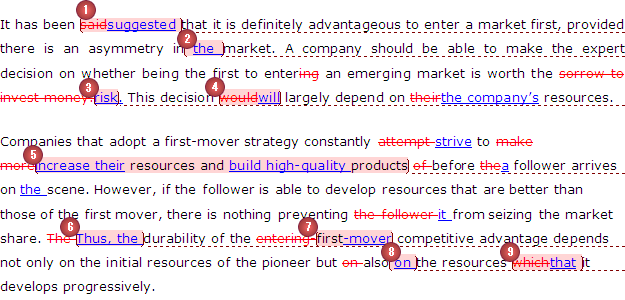 It has been saidsuggested that it is definitely advantageous to enter a market first, provided
there is an asymmetry in the market. A company should be able to make the expert
decision on whether being the first to entering an emerging market is worth the sorrow to
invest money.risk. This decision wouldwill largely depend on theirthe company's resources.
Companies that adopt a first-mover strategy constantly attempt strive to make
moreincrease their resources and build high-quality products of before thea follower arrives
on the scene. However, if the follower is able to develop resources that are better than
those of the first mover, there is nothing preventing the follower it from seizing the market
share. The Thus, the durability of the entering first-mover competitive advantage depends
not only on the initial resources of the pioneer but on also on the resources whichthat it
develops progressively.
1
2
3
4
5
6
7
8
9